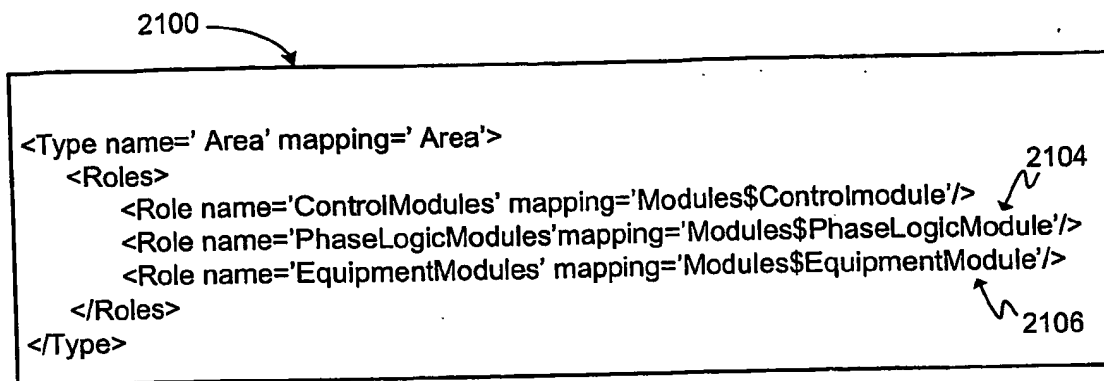 2100
<Type name=' Area' mapping=' Area'>
<Roles>
2104
<Role name='ControlModules' mapping='Modules$Controlmodule'/>
<Role name='PhaseLogicModules'mapping='Modules$PhaseLogicModule'/>
<Role name='EquipmentModules' mapping='Modules$EquipmentModule'/>
</Roles>
2106
</Type>